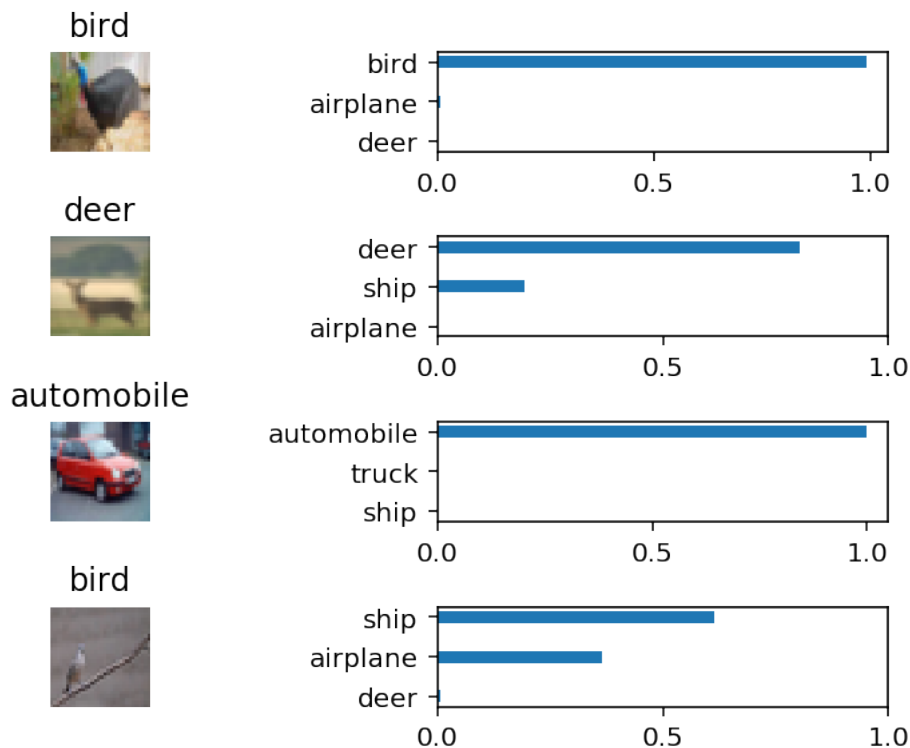 bird
bird
airplane
deer
0.0 0.5 1.0
deer
deer
ship
airplane
0.0 0.5 1.0
automobile
automobile
truck
ship
0.0 0.5 1.0
bird
ship
airplane
deer
0.0 0.5 1.0